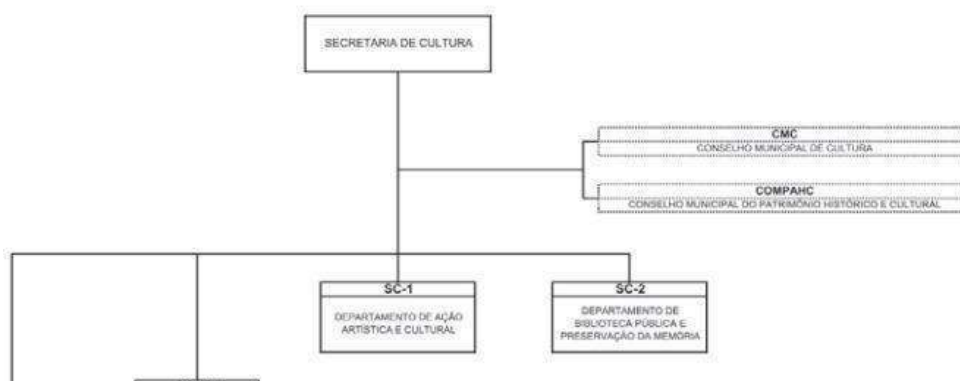 SECRETARIA DE CULTURA
CMC
CONSELHO MUNICIPAL DE CULTURA
COMPAHC
CONSELHO MUNICIPAL DO PATRIMÔNIO HISTÓRICO E CULTURAL
SC-1
DEPARTAMENTO DE AÇÃO
ARTÍSTICA E CULTURAL
SC-2
DEPARTAMENTO DE
BIBLIOTECA PÚBLICA E
PRESERVAÇÃO DA MEMÓRIA